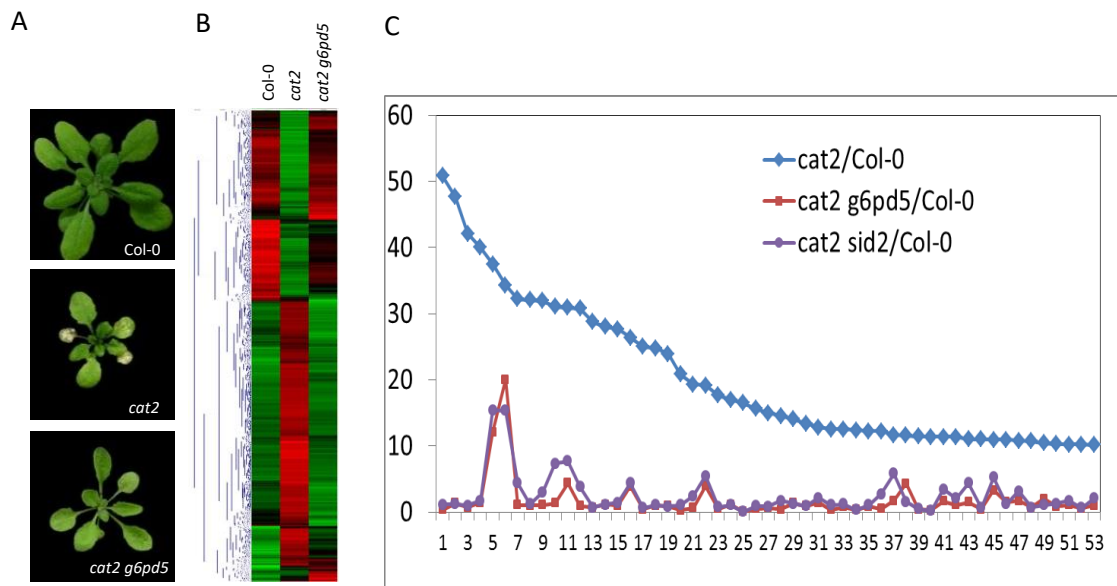 A
B
C
Col-0
cat2
cat2 g6pd5
Col-0
cat2
cat2 g6pd5
60
50
40
30
20
10
0
cat2/Col-0
cat2 g6pd5/Col-0
cat2 sid2/Col-0
1 3 5 7 9 11 13 15 17 19 21 23 25 27 29 31 33 35 37 39 41 43 45 47 49 51 53